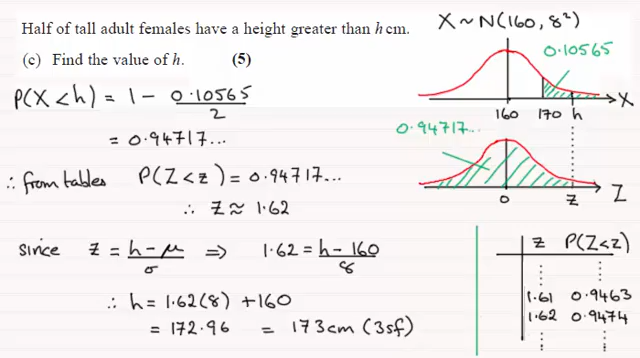 Half of tall adult females have a height greater than h cm.
(c) Find the value of h. (5)
P(X < h) = 1 - 0.10565/2
= 0.94717...
∴ from tables P(Z < z) = 0.94717...
∴ z ≈ 1.62
since z = h - μ/σ ⇒ 1.62 = h - 160/8
∴ h = 1.62(8) + 160
= 172.96 = 173cm (3sf)
X ~ N(160, 8²)
0.10565
160 170 h X
0.94717...
0 z Z
z P(Z<z)
1.61 0.9463
1.62 0.9474